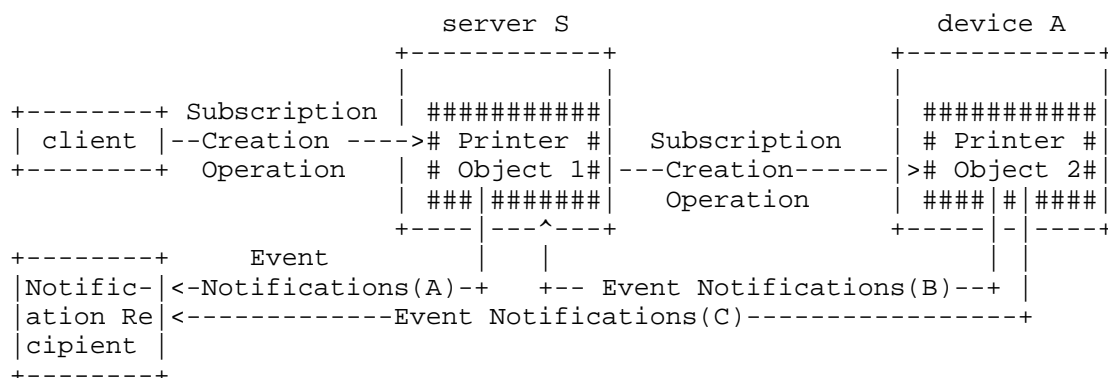 server S device A
+------------+ +------------+
| | | |
+--------+ Subscription | ###########| | ###########|
| client |--Creation ----># Printer #| Subscription | # Printer #|
+--------+ Operation | # Object 1#|---Creation------|># Object 2#|
| ###|#######| Operation | ####|#|####|
+----|---^---+ +-----|-|----+
+--------+ Event | | | |
|Notific-|<-Notifications(A)-+ +-- Event Notifications(B)--+ |
|ation Re|<-------------Event Notifications(C)-----------------+
|cipient |
+--------+